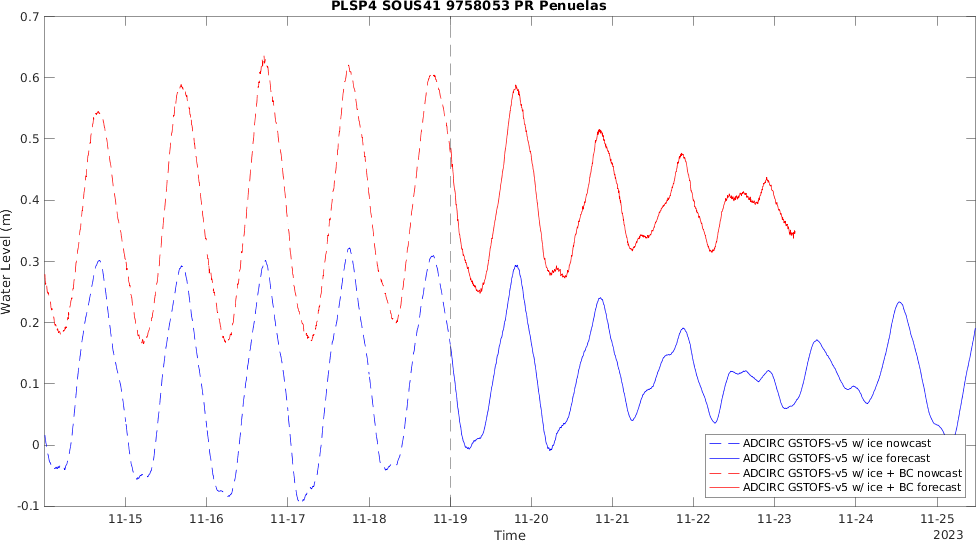 PLSP4 SOUS41 9758053 PR Penuelas
0.7
0.6
0.5
0.4
0.3
0.2
0.1
0
-0.1
Water Level (m)
ADCIRC GSTOFS-v5 w/ ice nowcast
ADCIRC GSTOFS-v5 w/ ice forecast
ADCIRC GSTOFS-v5 w/ ice + BC nowcast
ADCIRC GSTOFS-v5 w/ ice + BC forecast
11-15 11-16 11-17 11-18 11-19 11-20 11-21 11-22 11-23 11-24 11-25
Time
2023